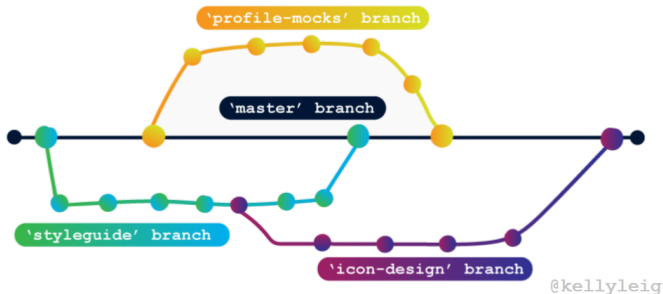 ‘profile-mocks’ branch
‘master’ branch
‘styleguide’ branch
‘icon-design’ branch
@kellyleig